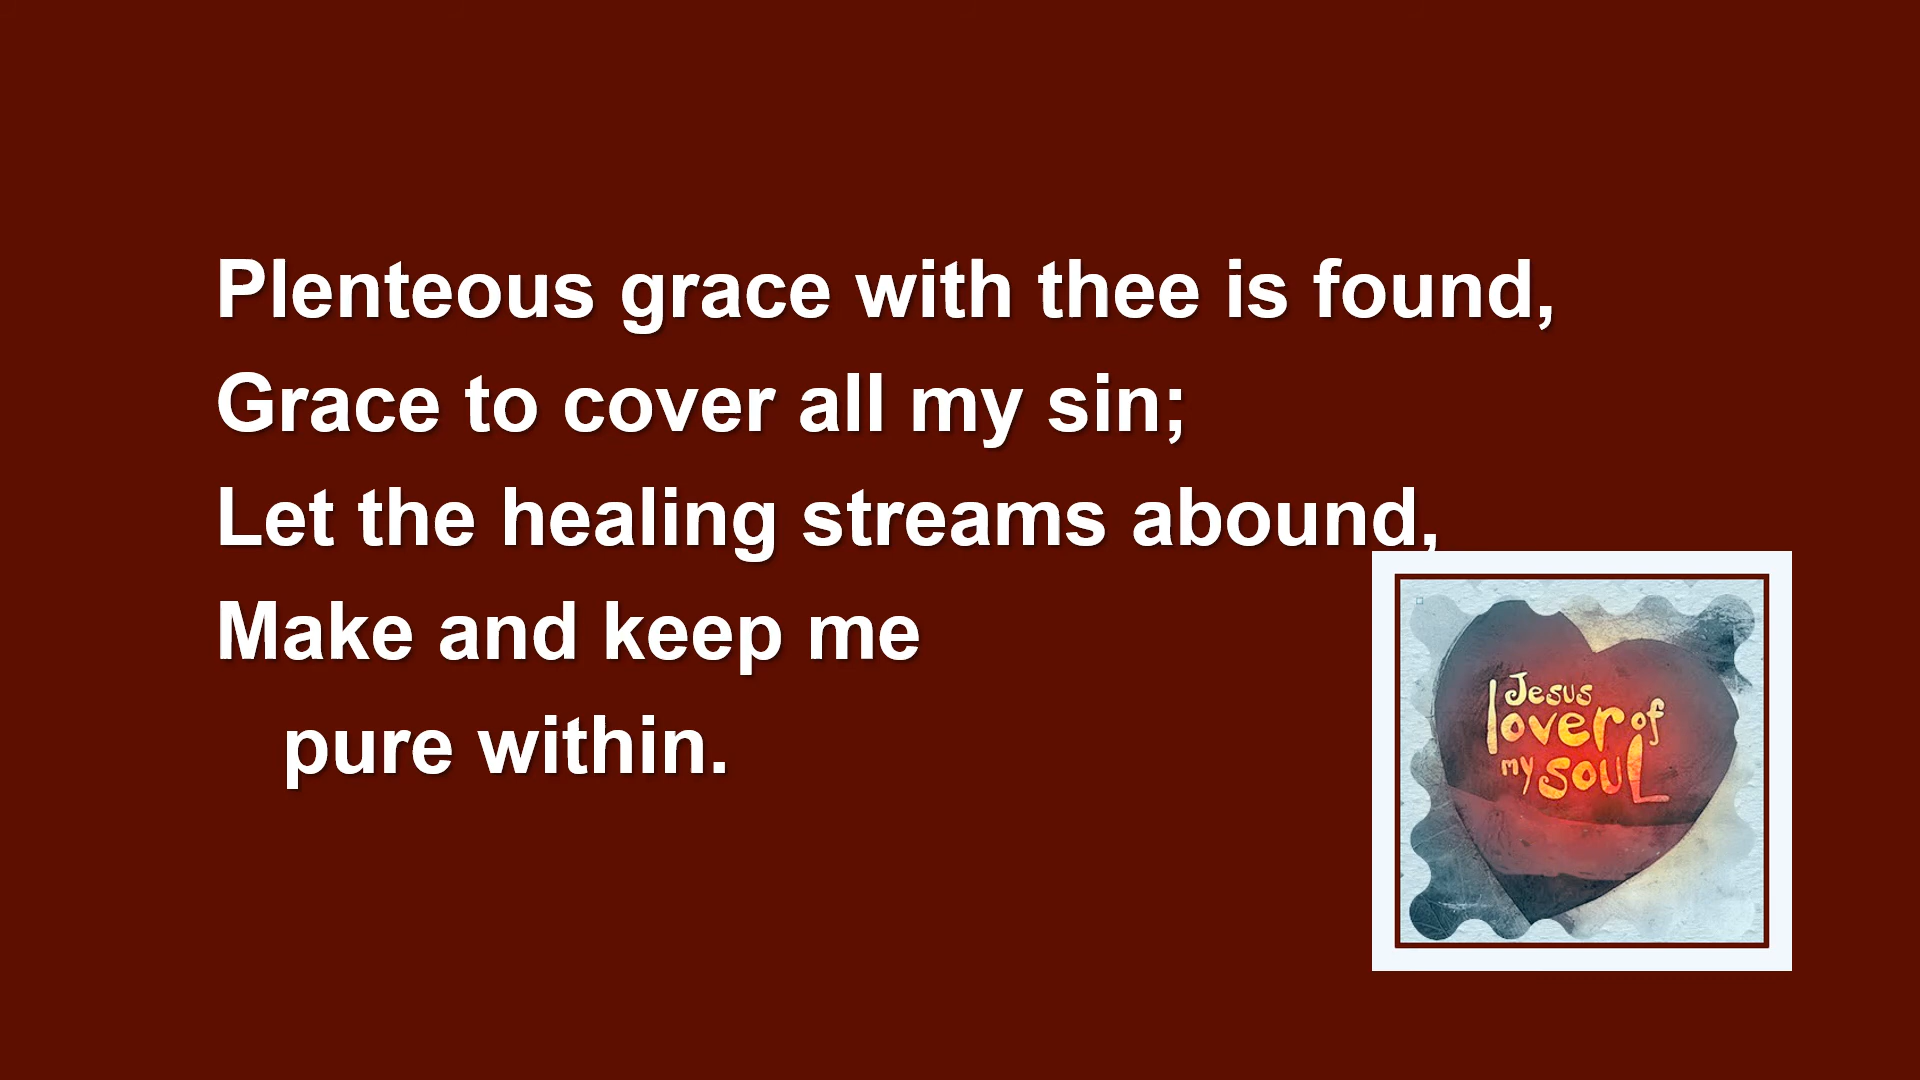 Plenteous grace with thee is found,
Grace to cover all my sin;
Let the healing streams abound,
Make and keep me
pure within.
Jesus
lover of
my soul